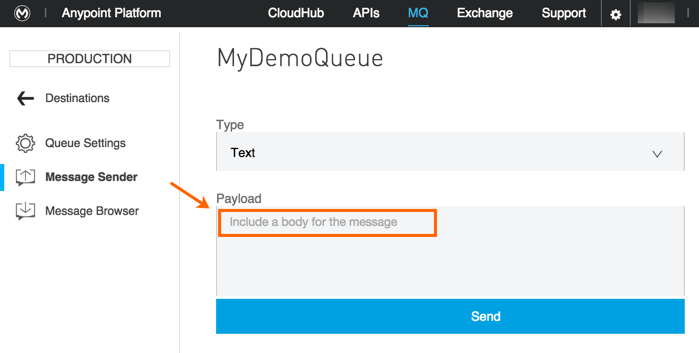 Anypoint Platform
CloudHub
APIs
MQ
Exchange
Support
PRODUCTION
Destinations
Queue Settings
Message Sender
Message Browser
MyDemoQueue
Type
Text
Payload
Include a body for the message
Send